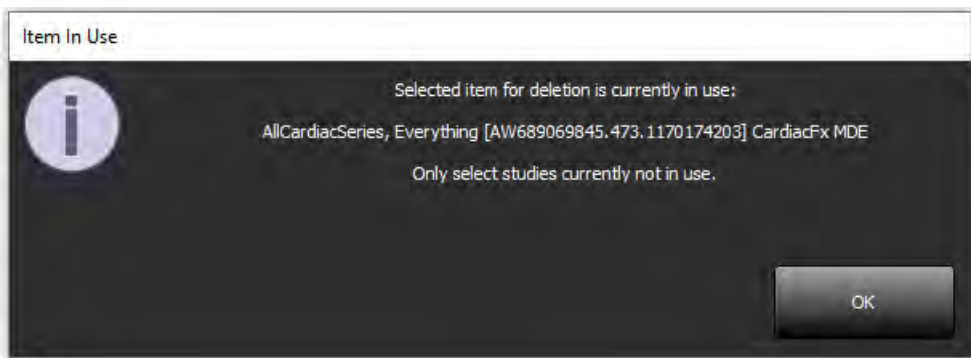 Item In Use
Selected item for deletion is currently in use:
AllCardiacSeries, Everything [AW689069845.473.1170174203] CardiacFx MDE
Only select studies currently not in use.
OK